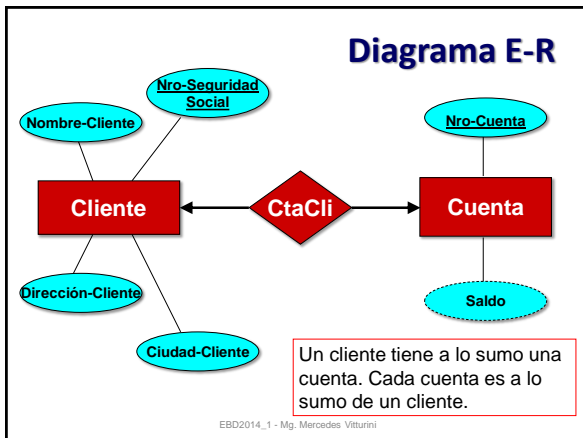 Diagrama E-R
Nro-Seguridad
Social
Nombre-Cliente
Nro-Cuenta
Cliente
CtaCli
Cuenta
Dirección-Cliente
Saldo
Ciudad-Cliente
Un cliente tiene a lo sumo una
cuenta. Cada cuenta es a lo
sumo de un cliente.
EBD2014_1 - Mg. Mercedes Vitturini